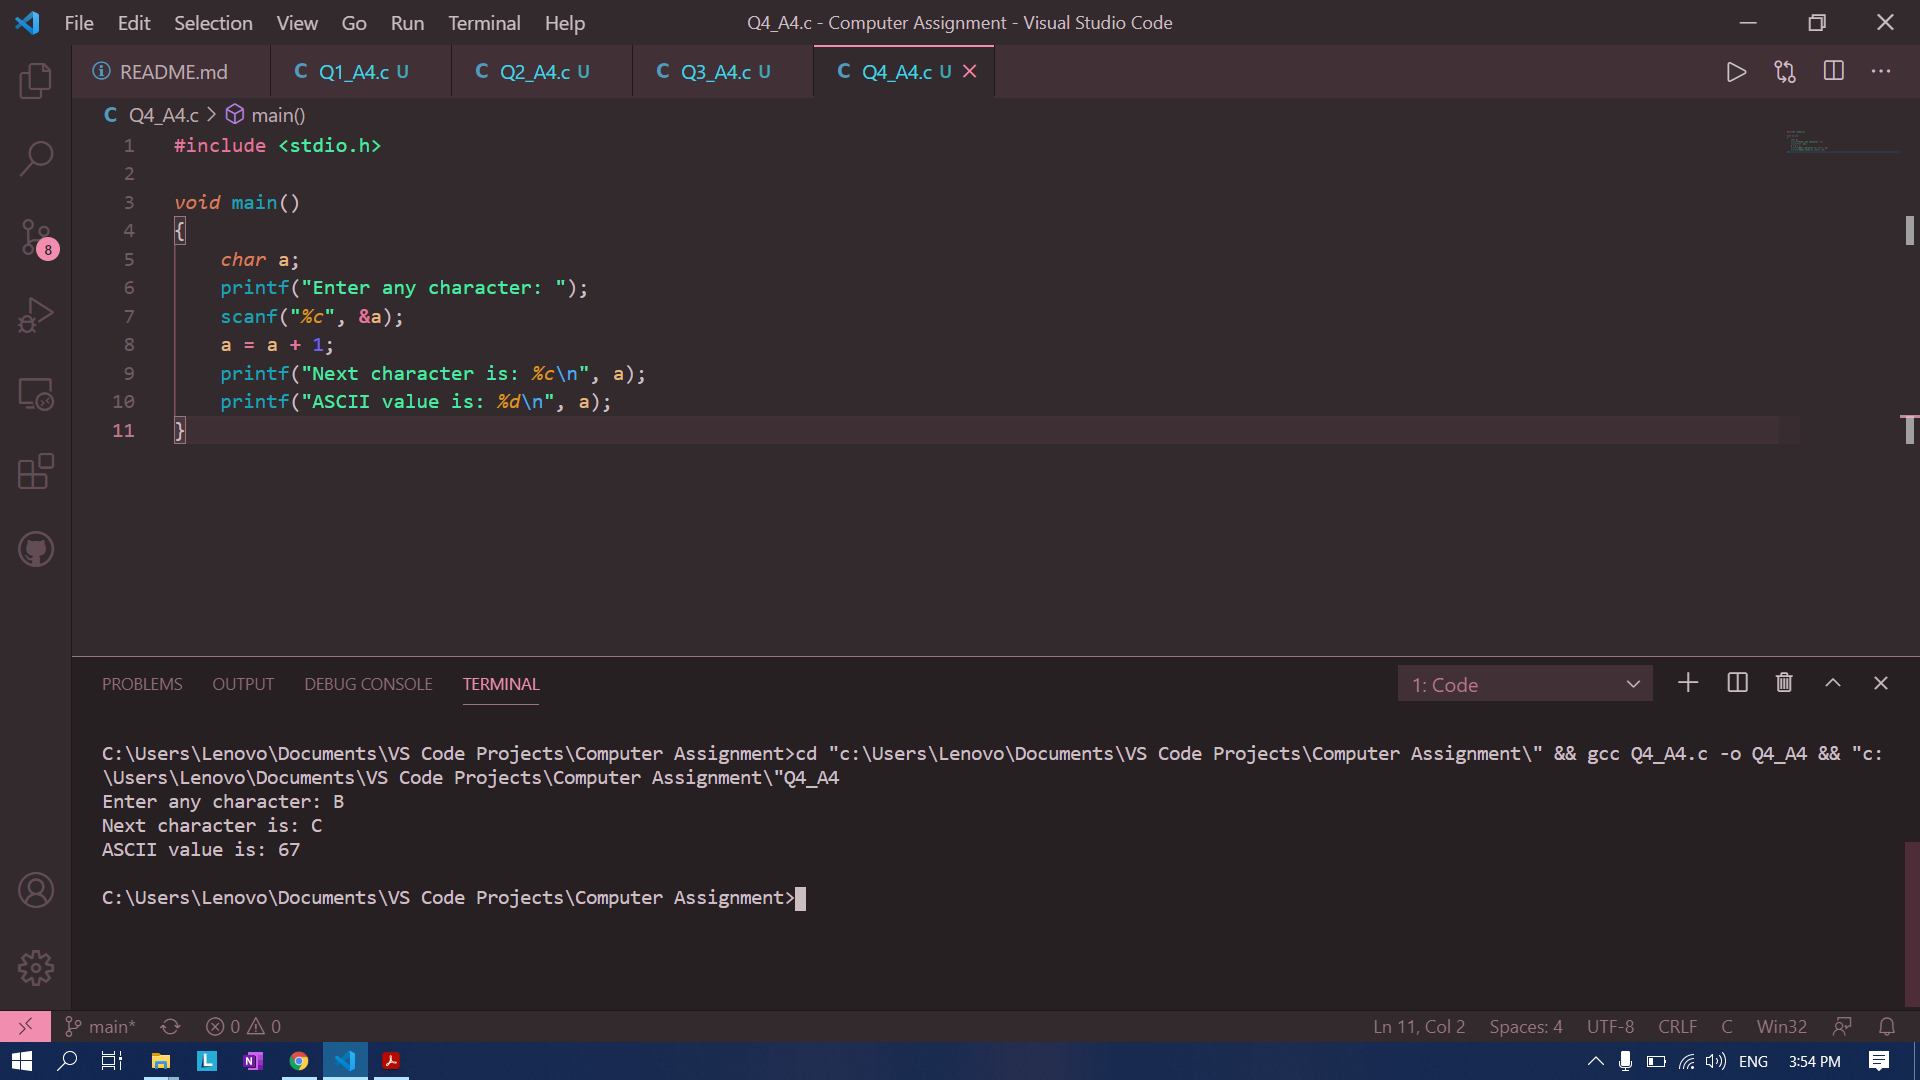 File Edit Selection View Go Run Terminal Help Q4_A4.c - Computer Assignment - Visual Studio Code
README.md C Q1_A4.c U C Q2_A4.c U C Q3_A4.c U C Q4_A4.c U
C Q4_A4.c > main()
1 #include <stdio.h>
2
3 void main()
4 {
5     char a;
6     printf("Enter any character: ");
7     scanf("%c", &a);
8     a = a + 1;
9     printf("Next character is: %c\n", a);
10     printf("ASCII value is: %d\n", a);
11 }
8
PROBLEMS OUTPUT DEBUG CONSOLE TERMINAL 1: Code
C:\Users\Lenovo\Documents\VS Code Projects\Computer Assignment>cd "c:\Users\Lenovo\Documents\VS Code Projects\Computer Assignment\" && gcc Q4_A4.c -o Q4_A4 && "c:
\Users\Lenovo\Documents\VS Code Projects\Computer Assignment\"Q4_A4
Enter any character: B
Next character is: C
ASCII value is: 67
C:\Users\Lenovo\Documents\VS Code Projects\Computer Assignment>
main* 0 0 Ln 11, Col 2 Spaces: 4 UTF-8 CRLF C Win32
L N ENG 3:54 PM